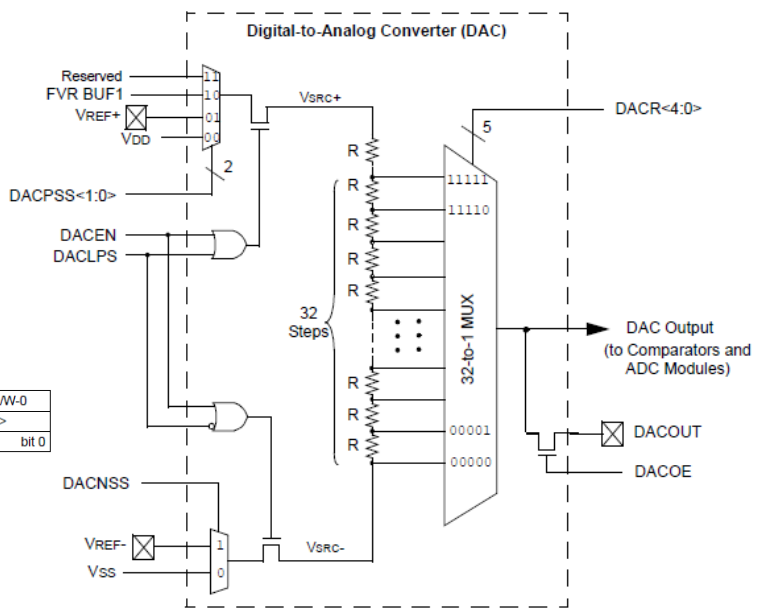 Digital-to-Analog Converter (DAC)
Reserved
11
FVR BUF1
10
VREF+
01
VDD
00
2
DACPSS<1:0>
VSRC+
DACR<4:0>
5
DACEN
DACLPS
R
R
R
R
R
32
Steps
R
R
R
11111
11110
32-to-1 MUX
00001
00000
DAC Output
(to Comparators and
ADC Modules)
DACOUT
DACOE
/W-0
>
bit 0
DACNSS
VREF-
1
VSS
0
VSRC-